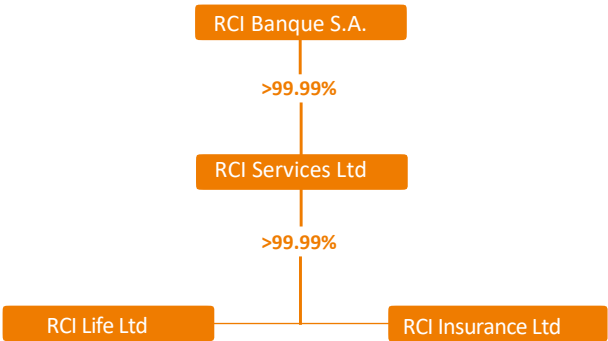 RCI Banque S.A.
>99.99%
RCI Services Ltd
>99.99%
RCI Life Ltd
RCI Insurance Ltd